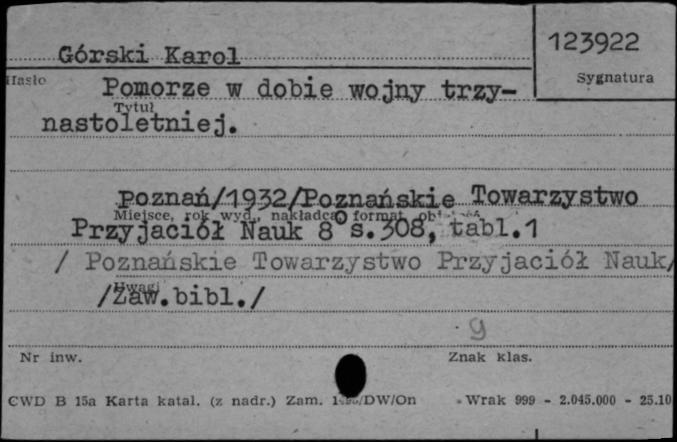 Górski Karol
123922
Hasło
Sygnatura
Pomorze w dobie wojny trzy-
Tytuł
nastoletniej.
Poznań/1932/Poznańskie Towarzystwo
Miejsce, rok wyd., nakładca, format,
Przyjaciół Nauk 8° s.308, tabl.1
/ Poznańskie Towarzystwo Przyjaciół Nauk/
Uwagi
/Zaw.bibl./
9
Nr inw.
Znak klas.
CWD B 15a Karta katal. (z nadr.) Zam. /DW/On Wrak 999 - 2.045.000 - 25.10